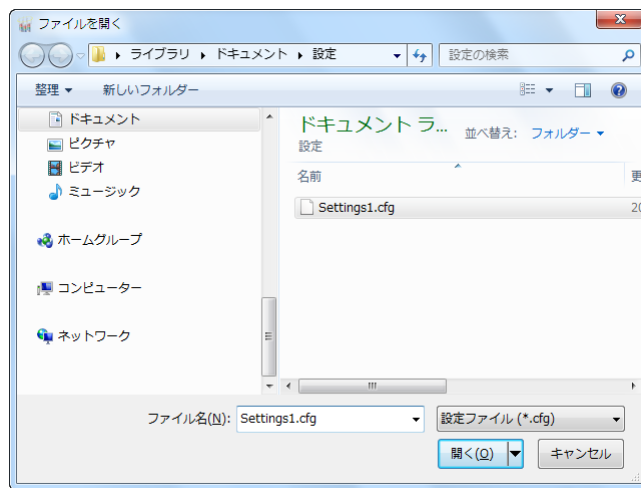 ファイルを開く
ライブラリ ドキュメント 設定 設定の検索
整理 新しいフォルダー
ドキュメント
ピクチャ
ビデオ
ミュージック
ホームグループ
コンピューター
ネットワーク
ドキュメント ラ... 並べ替え: フォルダー
設定
名前 更
Settings1.cfg 20
ファイル名(N): Settings1.cfg 設定ファイル (*.cfg)
開く(O) キャンセル